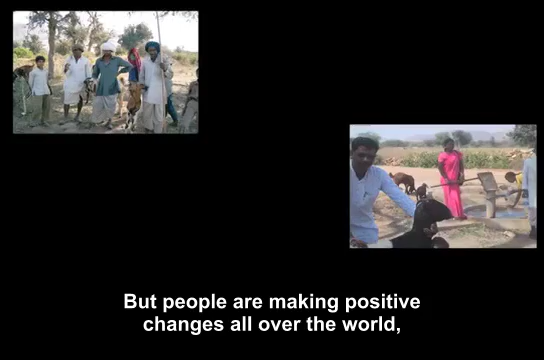 But people are making positive
changes all over the world,